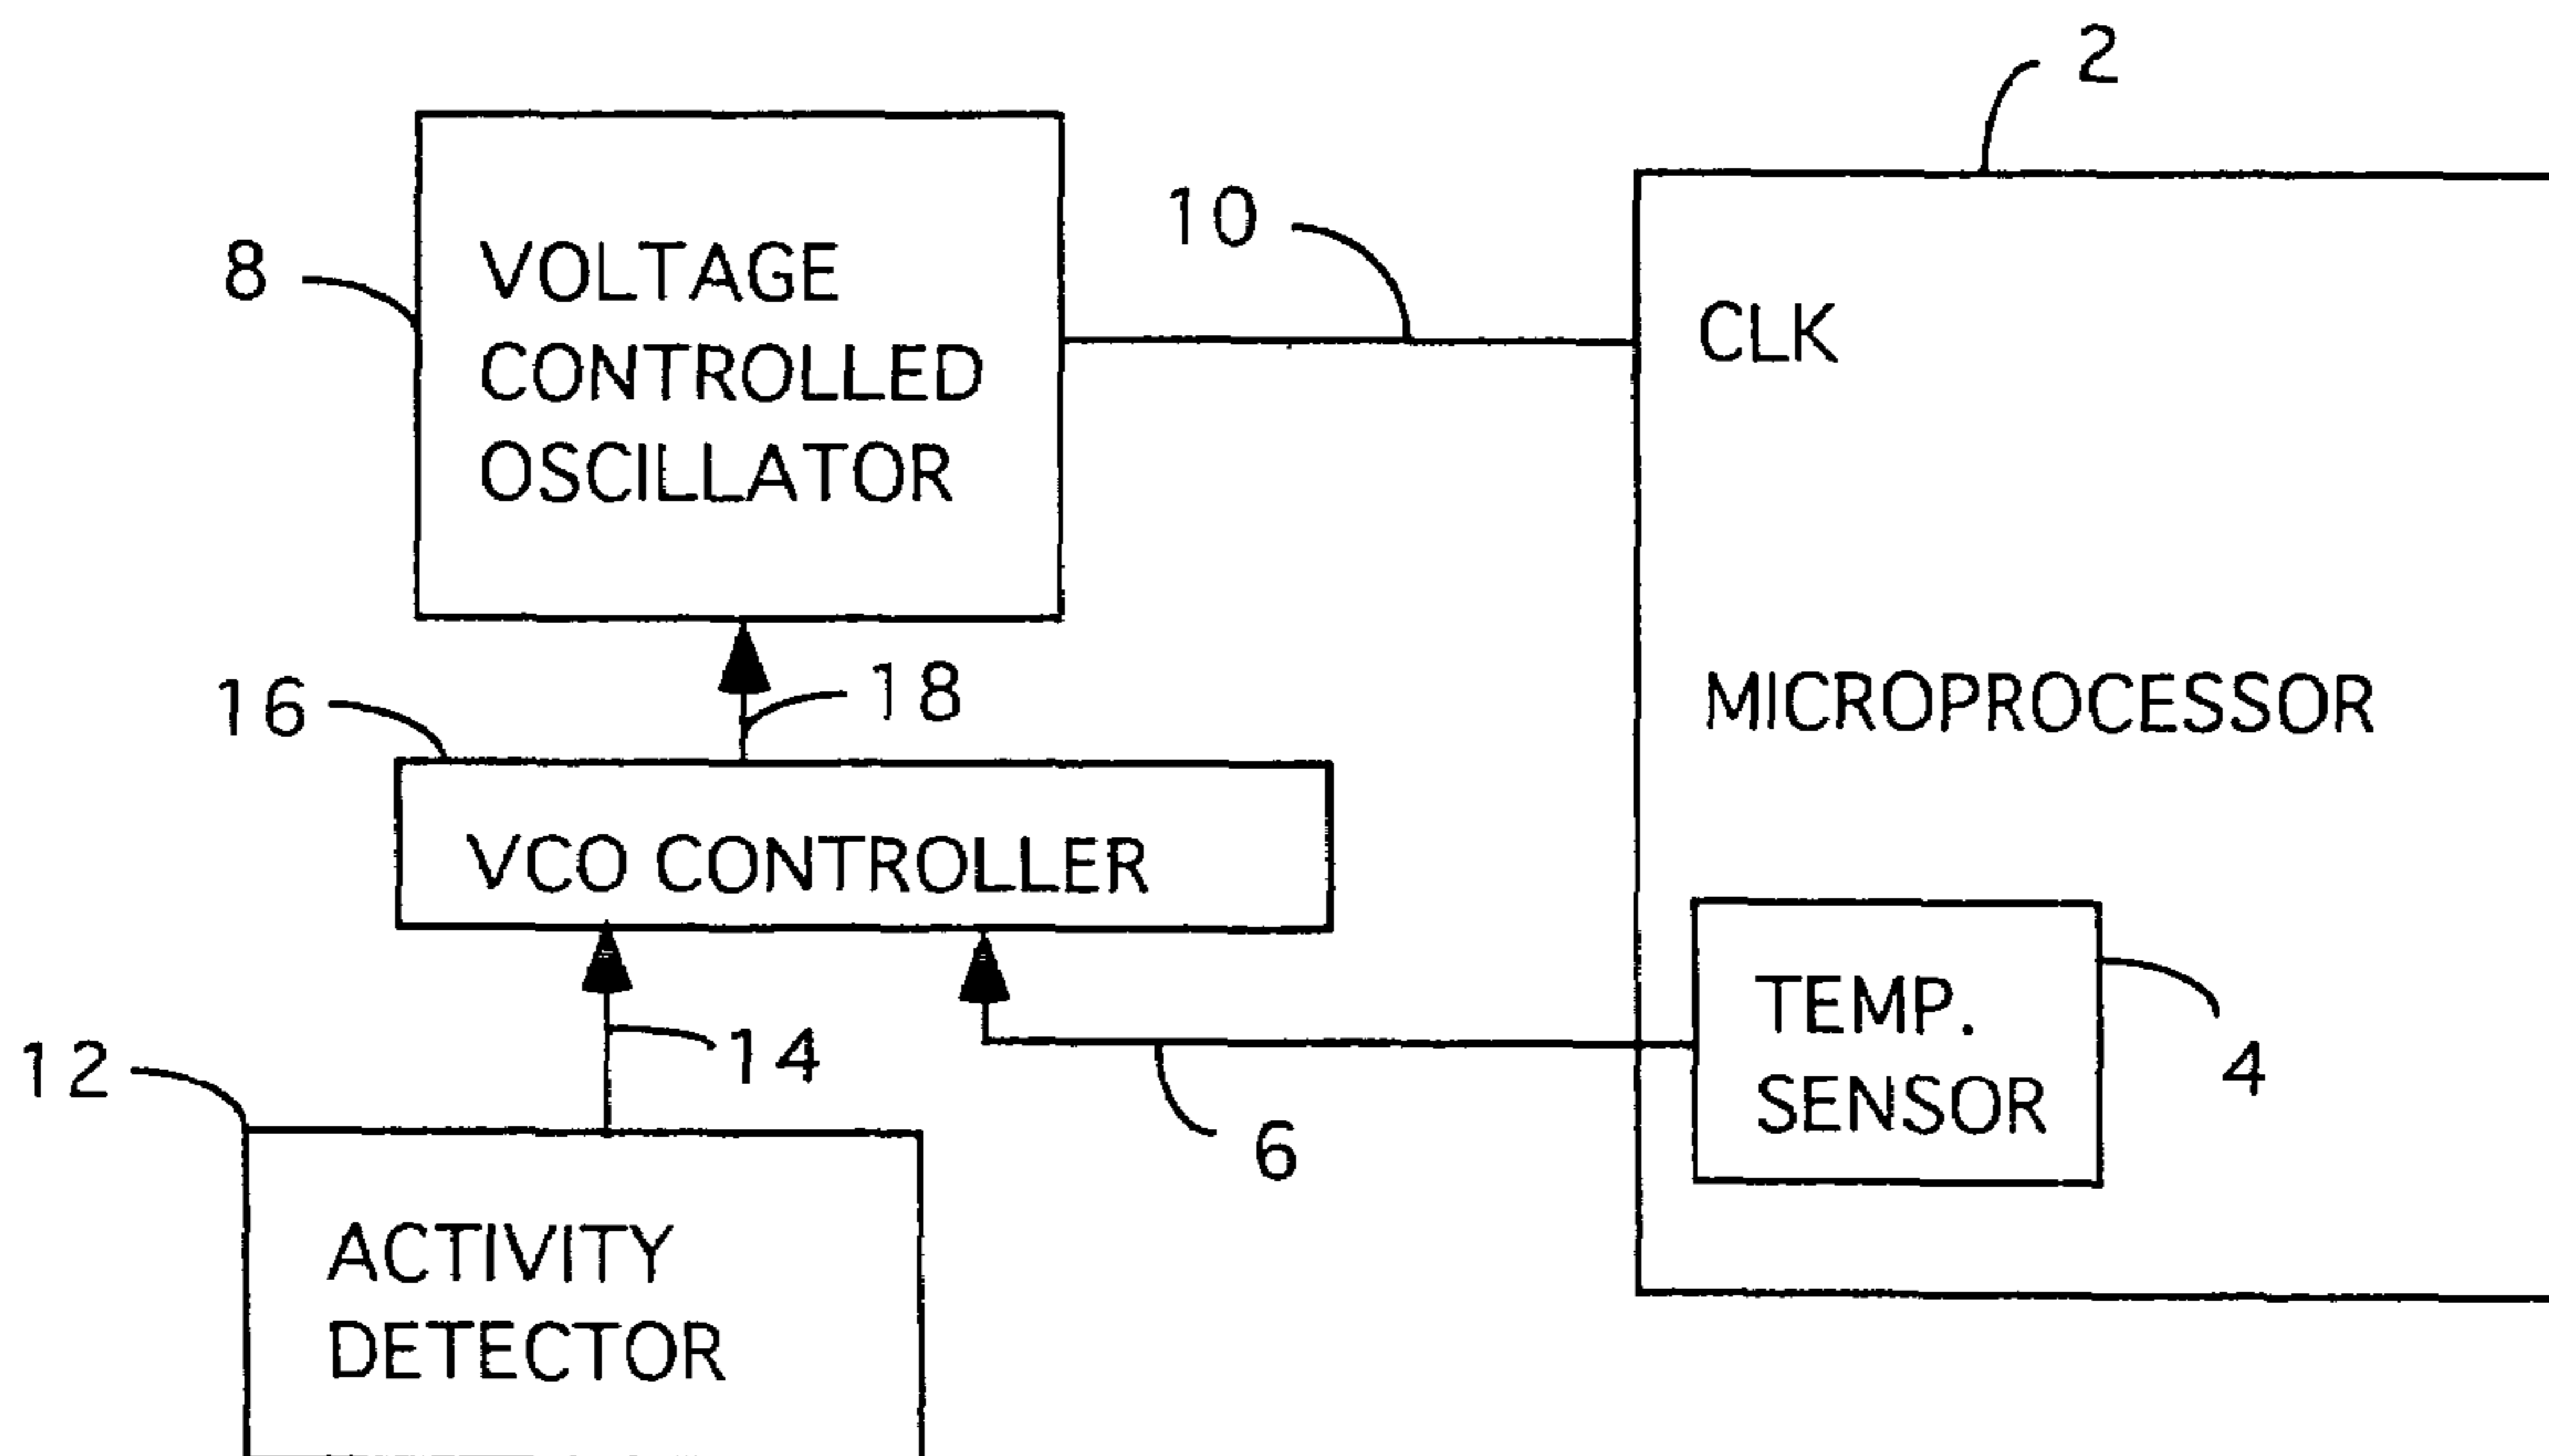 2
10
8
VOLTAGE
CONTROLLED
OSCILLATOR
CLK
16
18
MICROPROCESSOR
VCO CONTROLLER
12
14
6
TEMP.
SENSOR
4
ACTIVITY
DETECTOR